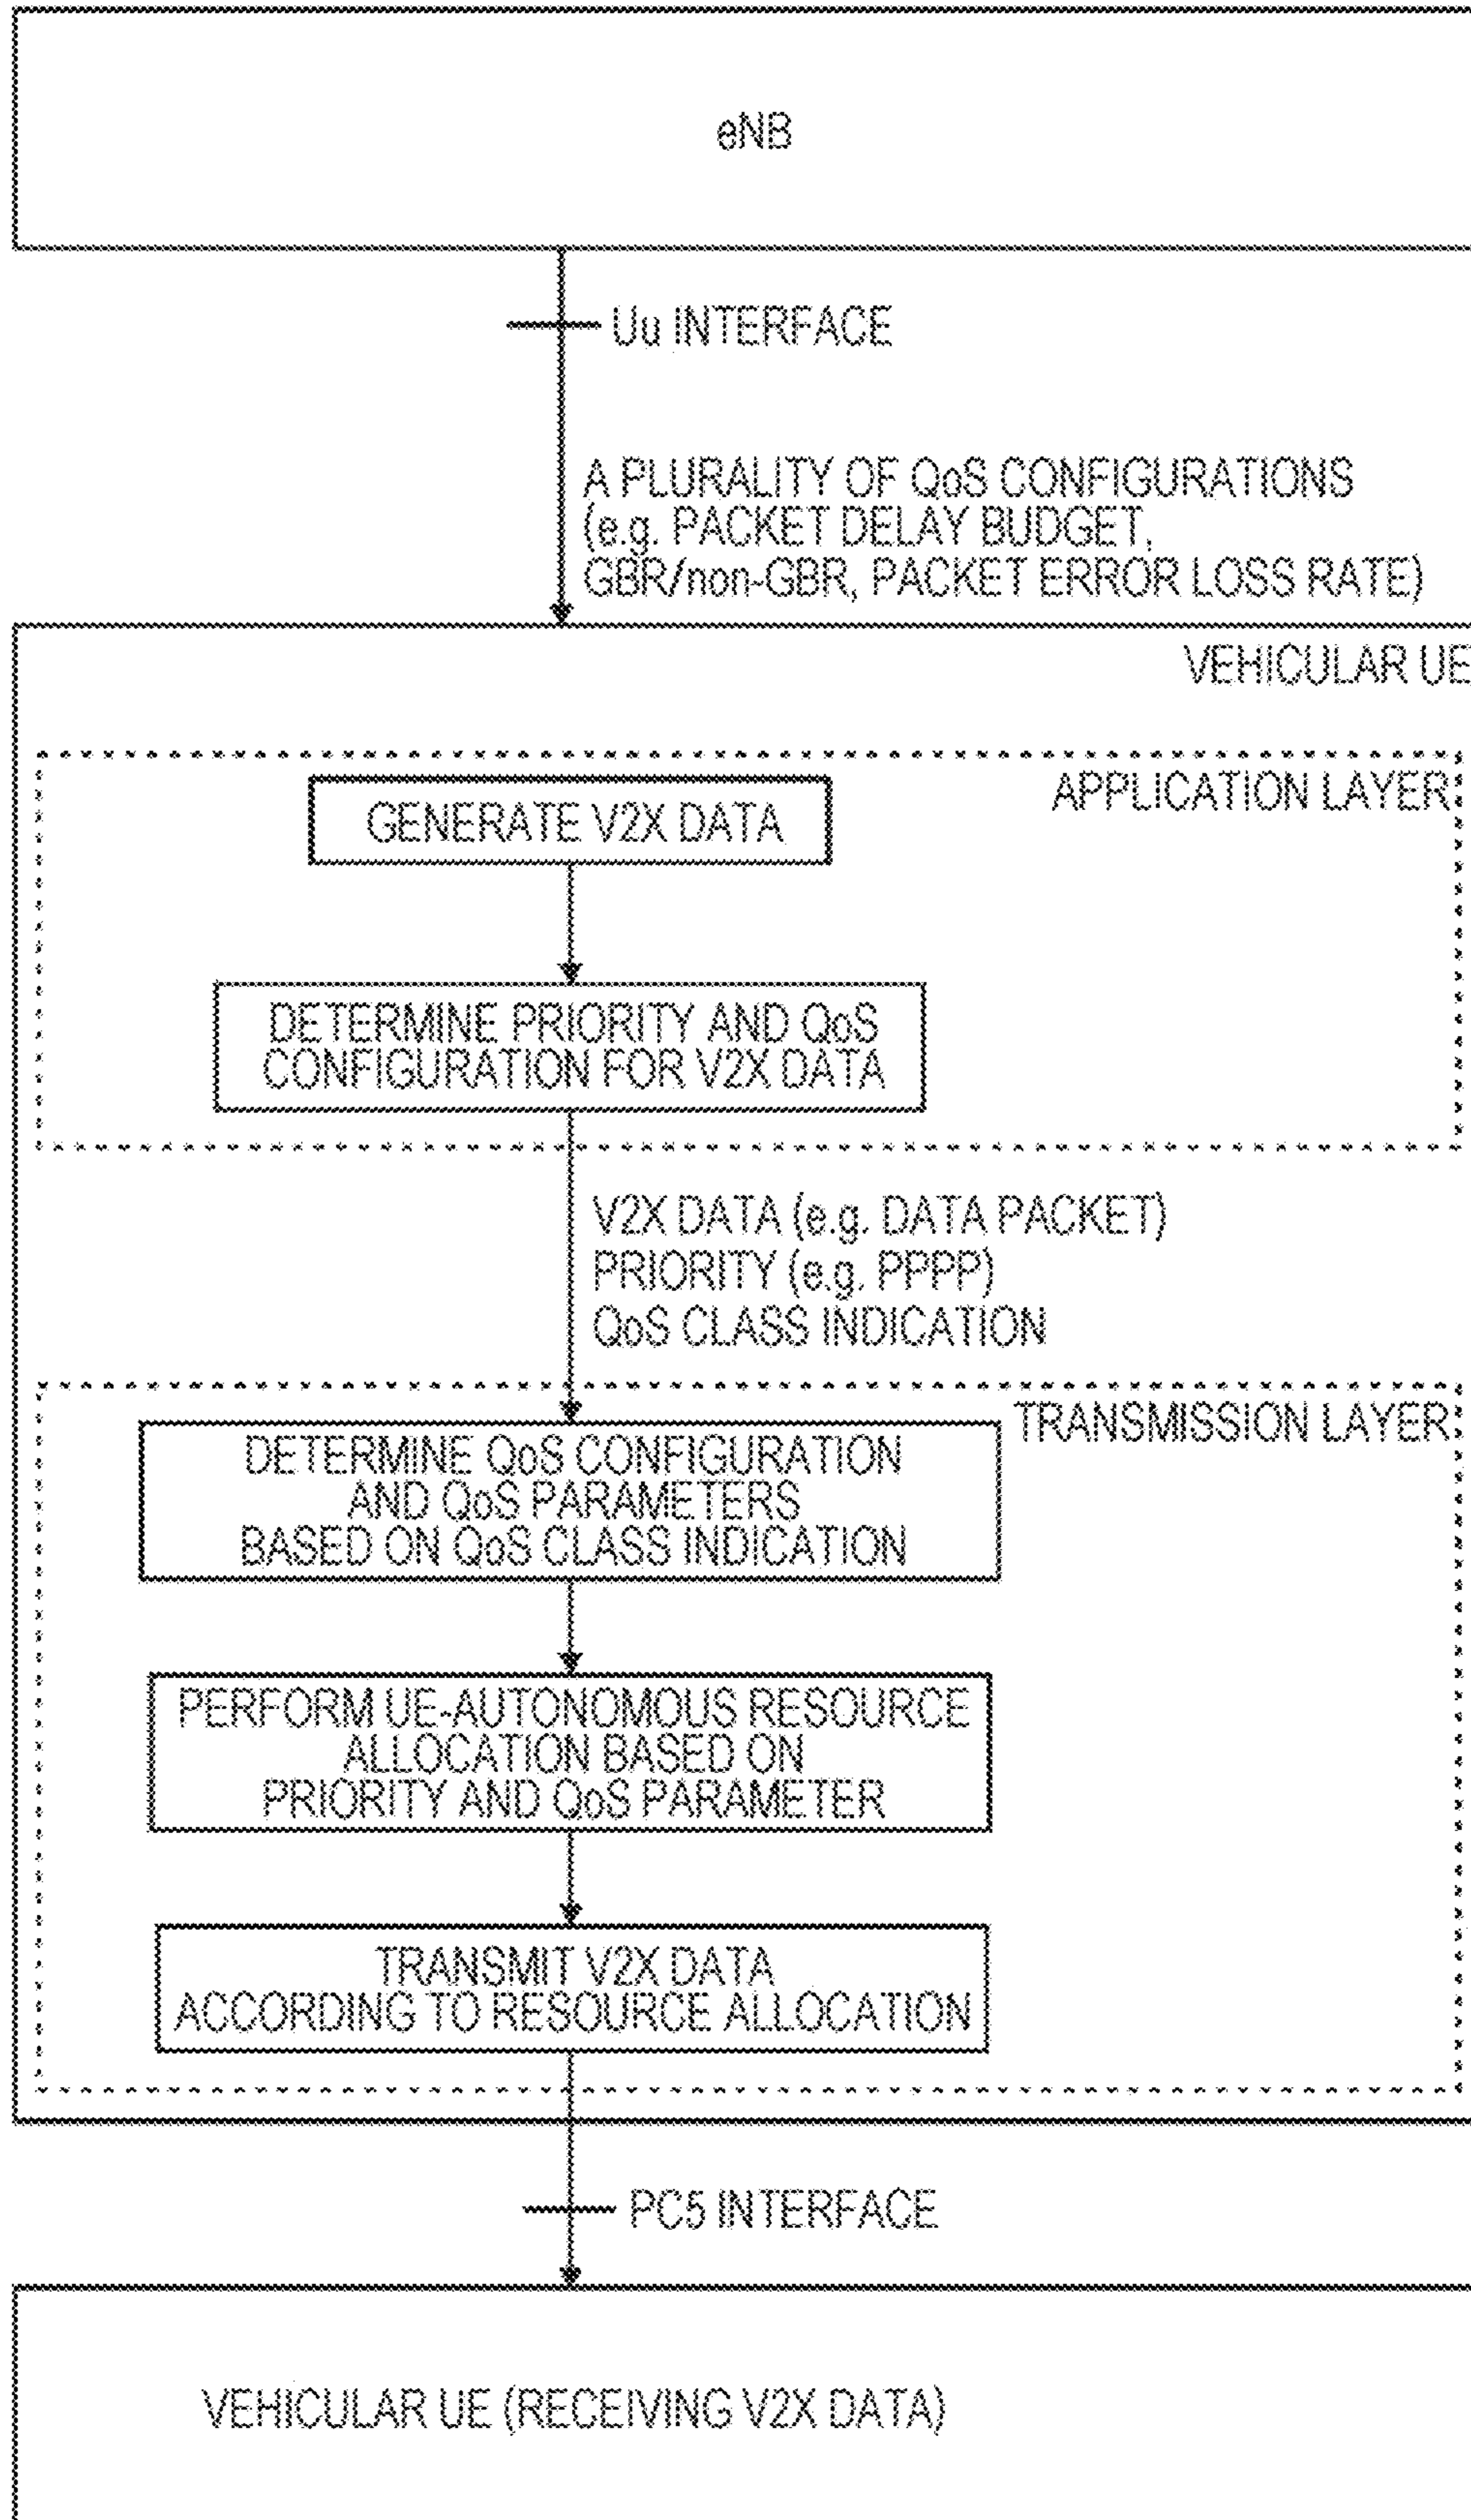 eNB
Uu INTERFACE
A PLURALITY OF QoS CONFIGURATIONS
(e.g. PACKET DELAY BUDGET,
GBR/non-GBR, PACKET ERROR LOSS RATE)
VEHICULAR UE
APPLICATION LAYER
GENERATE V2X DATA
DETERMINE PRIORITY AND QoS
CONFIGURATION FOR V2X DATA
V2X DATA (e.g. DATA PACKET)
PRIORITY (e.g. PPPP)
QoS CLASS INDICATION
TRANSMISSION LAYER
DETERMINE QoS CONFIGURATION
AND QoS PARAMETERS
BASED ON QoS CLASS INDICATION
PERFORM UE-AUTONOMOUS RESOURCE
ALLOCATION BASED ON
PRIORITY AND QoS PARAMETER
TRANSMIT V2X DATA
ACCORDING TO RESOURCE ALLOCATION
PC5 INTERFACE
VEHICULAR UE (RECEIVING V2X DATA)